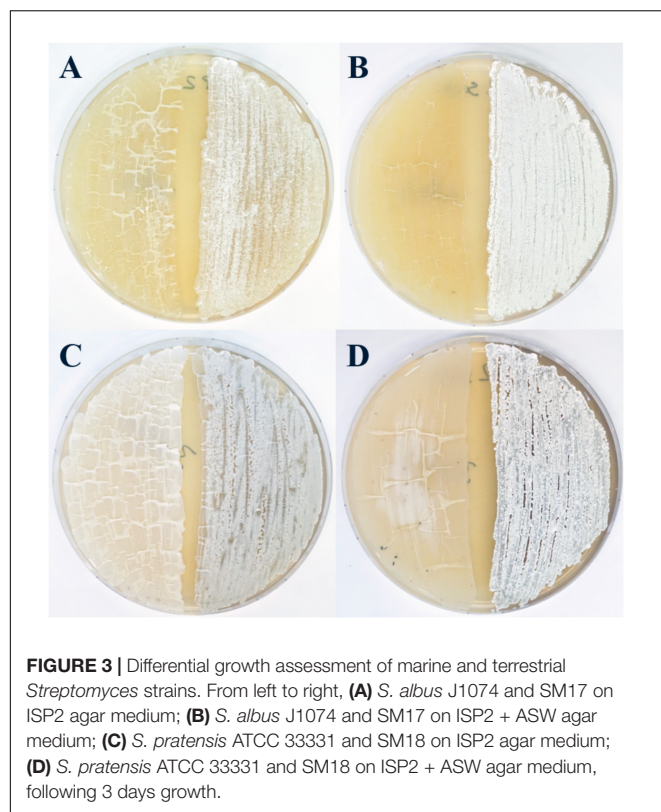 A
B
C
D
FIGURE 3 | Differential growth assessment of marine and terrestrial
Streptomyces strains. From left to right, (A) S. albus J1074 and SM17 on
ISP2 agar medium; (B) S. albus J1074 and SM17 on ISP2 + ASW agar
medium; (C) S. pratensis ATCC 33331 and SM18 on ISP2 agar medium;
(D) S. pratensis ATCC 33331 and SM18 on ISP2 + ASW agar medium,
following 3 days growth.